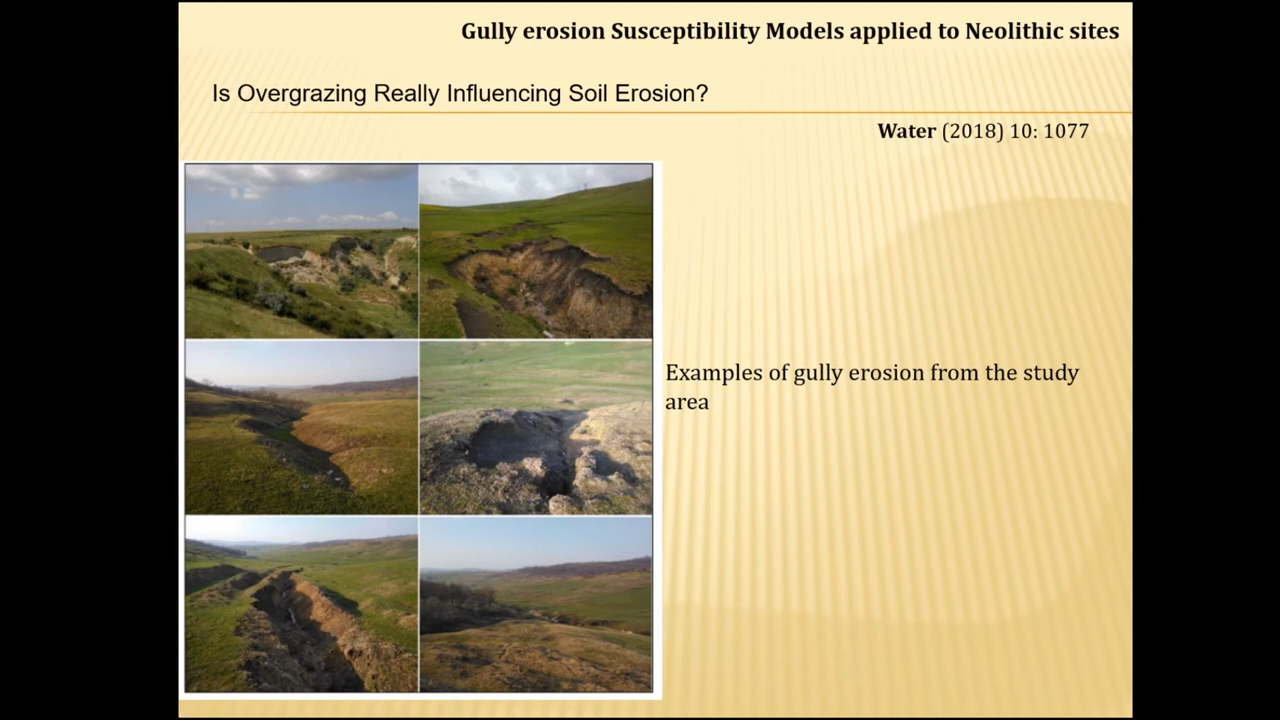 Gully erosion Susceptibility Models applied to Neolithic sites
Is Overgrazing Really Influencing Soil Erosion?
Water (2018) 10: 1077
Examples of gully erosion from the study
area